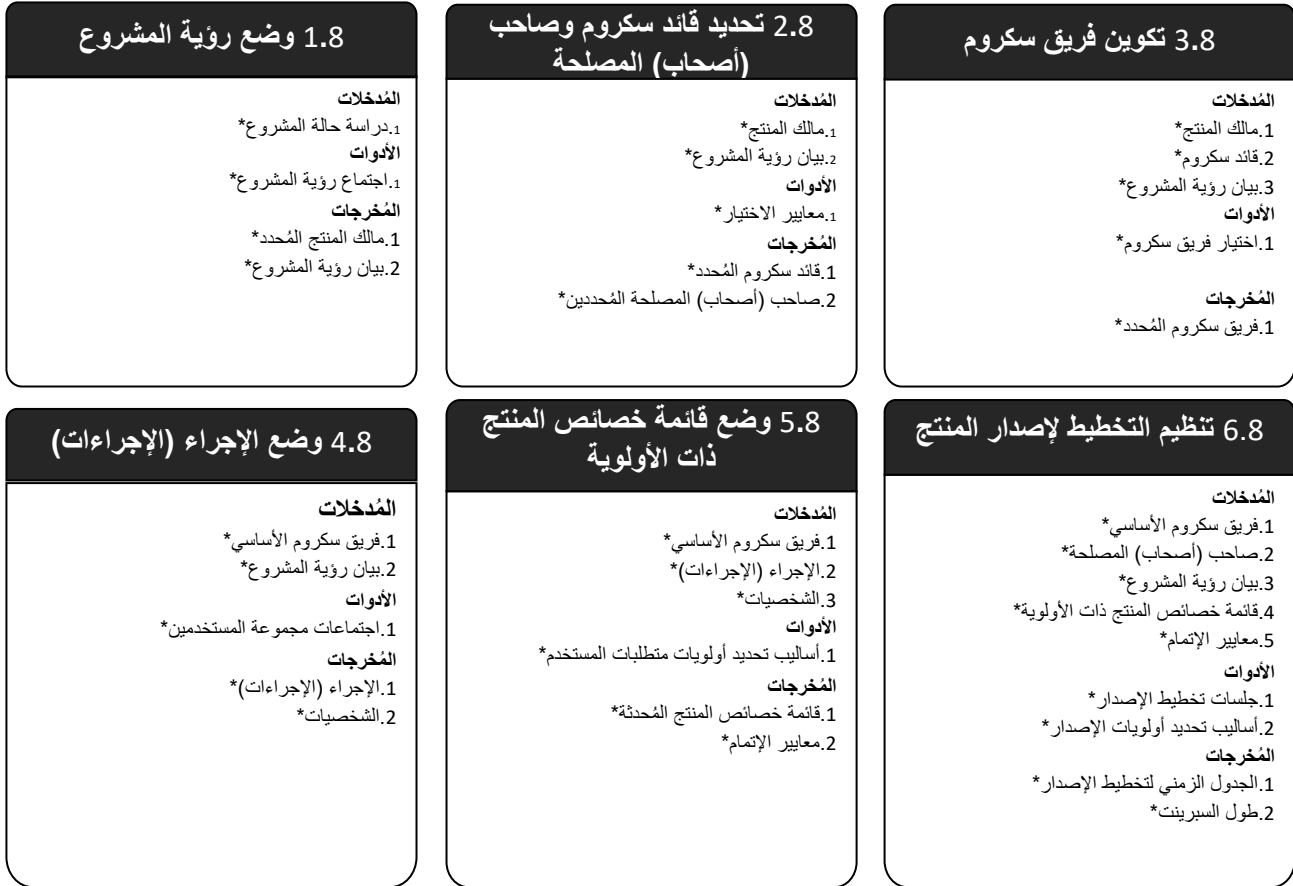 1.8 وضع رؤية المشروع
المُدخلات
1.دراسة حالة المشروع*
الأدوات
1.اجتماع رؤية المشروع*
المُخرجات
1.مالك المنتج المُحدد*
2.بيان رؤية المشروع*
2.8 تحديد قائد سكروم وصاحب
(أصحاب) المصلحة
المُدخلات
1.مالك المنتج*
2.بيان رؤية المشروع*
الأدوات
1.معايير الاختيار*
المُخرجات
1.قائد سكروم المُحدد*
2.صاحب (أصحاب) المصلحة المُحددين*
3.8 تكوين فريق سكروم
المُدخلات
1.مالك المنتج*
2.قائد سكروم*
3.بيان رؤية المشروع*
الأدوات
1.اختيار فريق سكروم*
المُخرجات
1.فريق سكروم المُحدد*
4.8 وضع الإجراء (الإجراءات)
المُدخلات
1.فريق سكروم الأساسي*
2.بيان رؤية المشروع*
الأدوات
1.اجتماعات مجموعة المستخدمين*
المُخرجات
1.الإجراء (الإجراءات)*
2.الشخصيات*
5.8 وضع قائمة خصائص المنتج
ذات الأولوية
المُدخلات
1.فريق سكروم الأساسي*
2.الإجراء (الإجراءات)*
3.الشخصيات*
الأدوات
1.أساليب تحديد أولويات متطلبات المستخدم*
المُخرجات
1.قائمة خصائص المنتج المُحدثة*
2.معايير الإتمام*
6.8 تنظيم التخطيط لإصدار المنتج
المُدخلات
1.فريق سكروم الأساسي*
2.صاحب (أصحاب) المصلحة*
3.بيان رؤية المشروع*
4.قائمة خصائص المنتج ذات الأولوية*
5.معايير الإتمام*
الأدوات
1.جلسات تخطيط الإصدار*
2.أساليب تحديد أولويات الإصدار*
المُخرجات
1.الجدول الزمني لتخطيط الإصدار*
2.طول السبرينت*